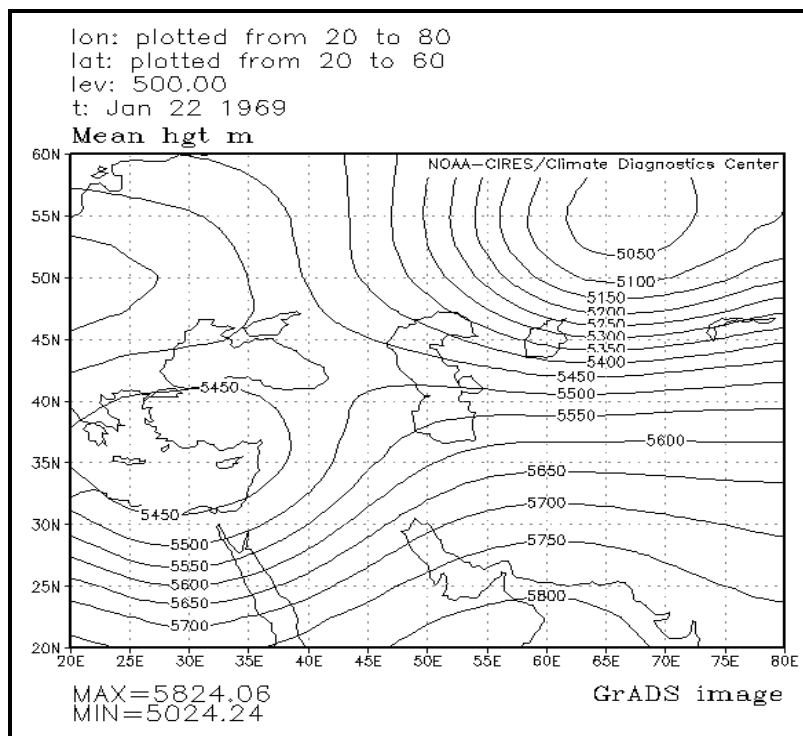 lon: plotted from 20 to 80
lat: plotted from 20 to 60
lev: 500.00
t: Jan 22 1969
Mean hgt m
NOAA-CIRES/Climate Diagnostics Center
60N
55N
50N
45N
40N
35N
30N
25N
20N
5050
5100
5150
5200
5250
5300
5350
5400
5450
5500
5550
5600
5650
5700
5750
5800
5450
5450
5500
5550
5600
5650
5700
20E 25E 30E 35E 40E 45E 50E 55E 60E 65E 70E 75E 80E
MAX=5824.06
MIN=5024.24
GrADS image